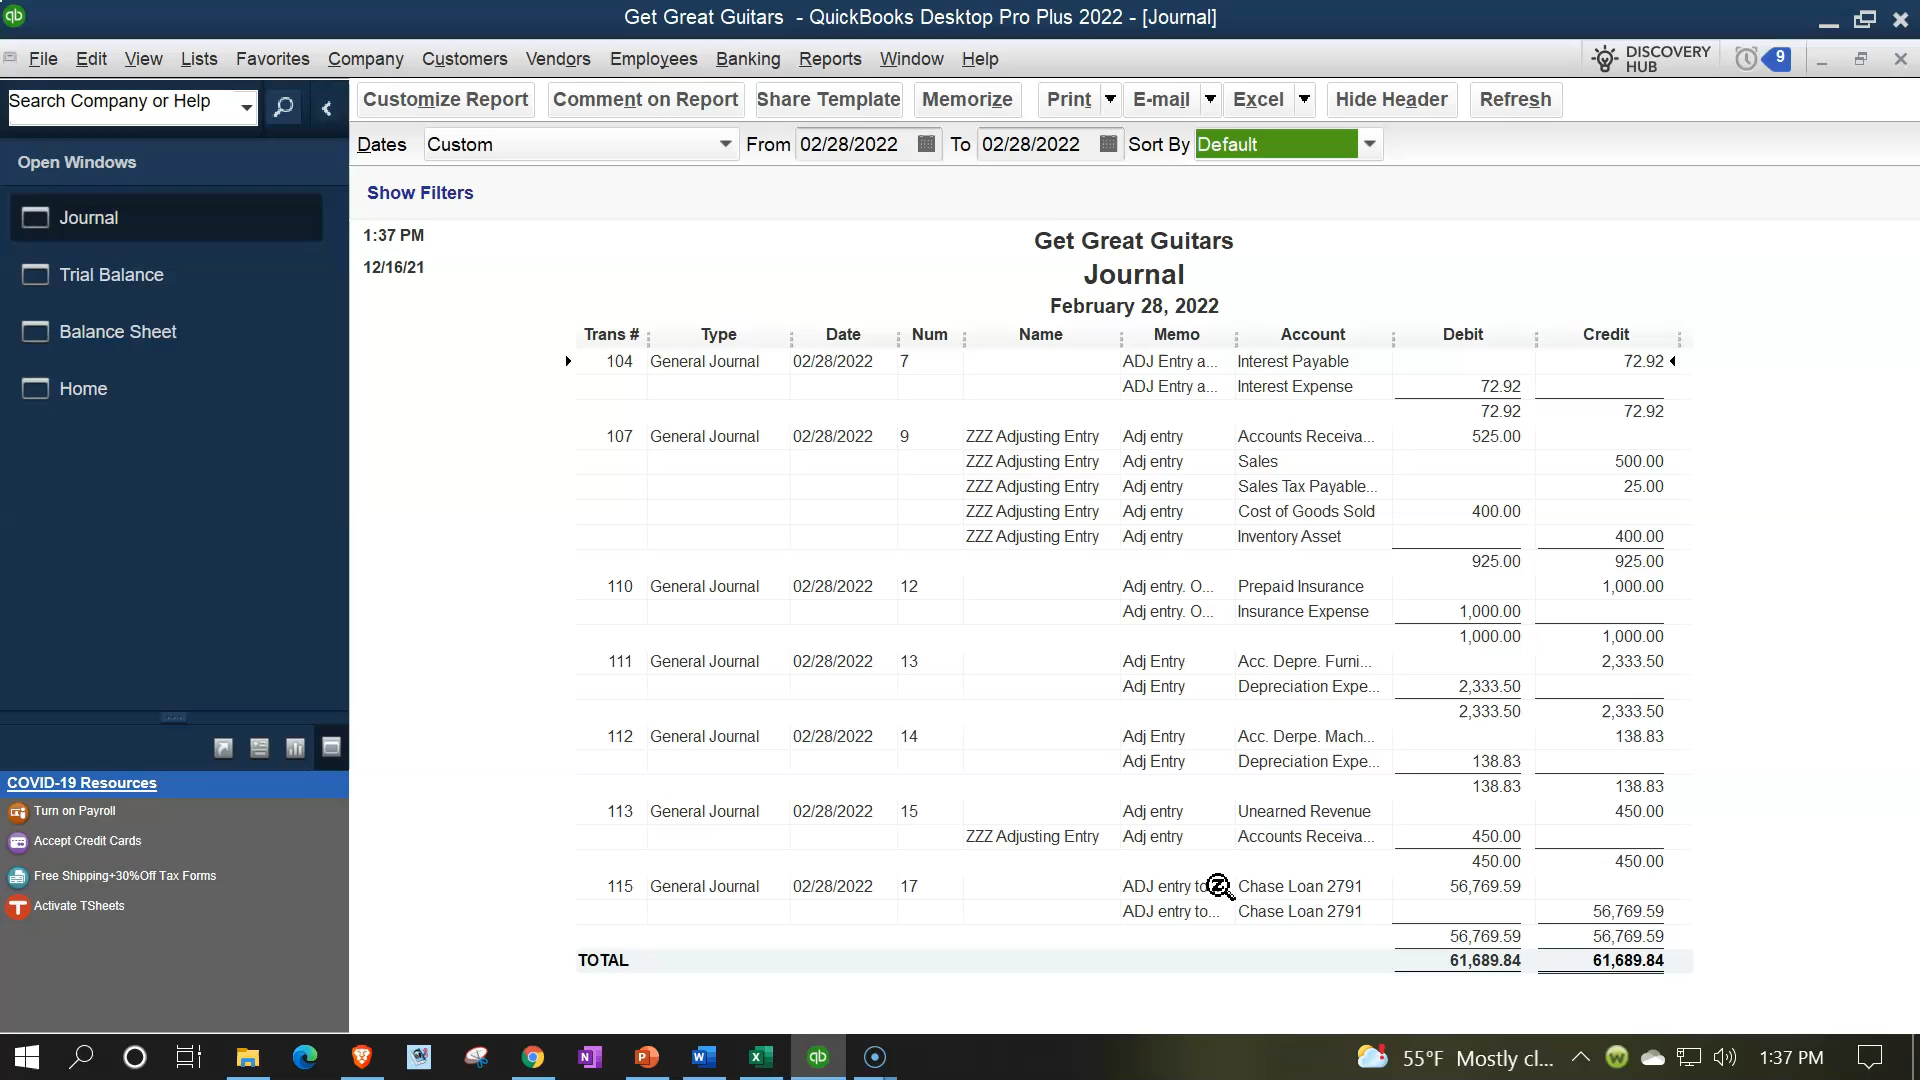 Get Great Guitars - QuickBooks Desktop Pro Plus 2022 - [Journal]
File Edit View Lists Favorites Company Customers Vendors Employees Banking Reports Window Help
DISCOVERY HUB 9
Search Company or Help
Customize Report Comment on Report Share Template Memorize Print E-mail Excel Hide Header Refresh
Dates Custom From 02/28/2022 To 02/28/2022 Sort By Default
Open Windows
Journal
Trial Balance
Balance Sheet
Home
COVID-19 Resources
Turn on Payroll
Accept Credit Cards
Free Shipping+30%Off Tax Forms
Activate TSheets
Show Filters
1:37 PM
12/16/21
Get Great Guitars
Journal
February 28, 2022
Trans # Type Date Num Name Memo Account Debit Credit
104 General Journal 02/28/2022 7 ADJ Entry a... Interest Payable 72.92
ADJ Entry a... Interest Expense 72.92
72.92 72.92
107 General Journal 02/28/2022 9 ZZZ Adjusting Entry Adj entry Accounts Receiva... 525.00
ZZZ Adjusting Entry Adj entry Sales 500.00
ZZZ Adjusting Entry Adj entry Sales Tax Payable... 25.00
ZZZ Adjusting Entry Adj entry Cost of Goods Sold 400.00
ZZZ Adjusting Entry Adj entry Inventory Asset 400.00
925.00 925.00
110 General Journal 02/28/2022 12 Adj entry. O... Prepaid Insurance 1,000.00
Adj entry. O... Insurance Expense 1,000.00
1,000.00 1,000.00
111 General Journal 02/28/2022 13 Adj Entry Acc. Depre. Furni... 2,333.50
Adj Entry Depreciation Expe... 2,333.50
2,333.50 2,333.50
112 General Journal 02/28/2022 14 Adj Entry Acc. Derpe. Mach... 138.83
Adj Entry Depreciation Expe... 138.83
138.83 138.83
113 General Journal 02/28/2022 15 Adj entry Unearned Revenue 450.00
ZZZ Adjusting Entry Adj entry Accounts Receiva... 450.00
450.00 450.00
115 General Journal 02/28/2022 17 ADJ entry to Chase Loan 2791 56,769.59
ADJ entry to... Chase Loan 2791 56,769.59
56,769.59 56,769.59
TOTAL 61,689.84 61,689.84
55°F Mostly cl... 1:37 PM